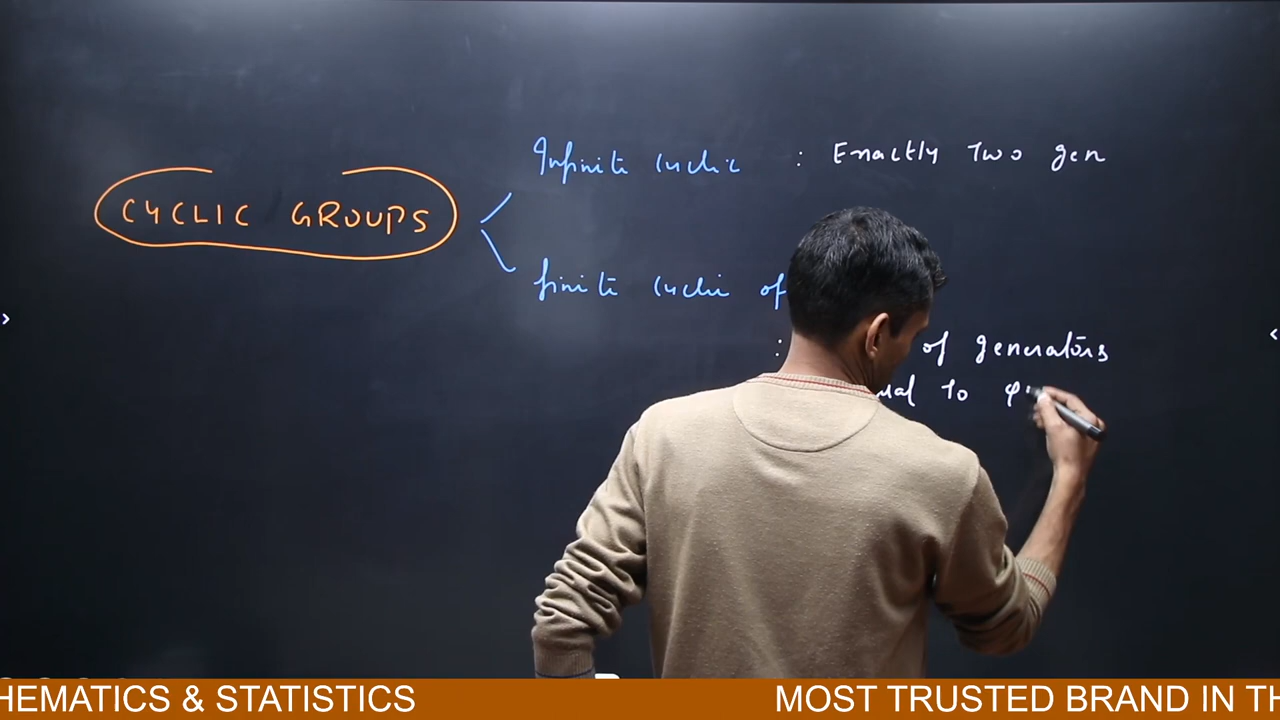 Infinite cyclic : Exactly Two gen
CYCLIC GROUPS
finite cyclic of
: of generators
to φ
HEMATICS & STATISTICS
MOST TRUSTED BRAND IN TH